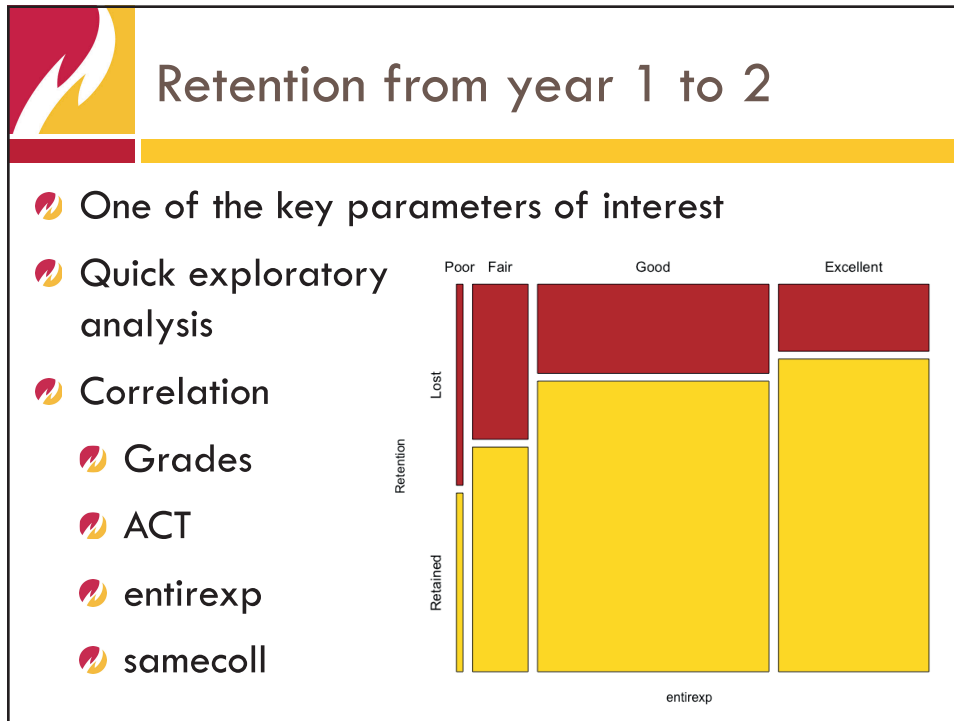 Retention from year 1 to 2
One of the key parameters of interest
Quick exploratory
analysis
Correlation
Grades
ACT
entirexp
samecoll
Poor Fair Good Excellent
Lost
Retention
Retained
entirexp